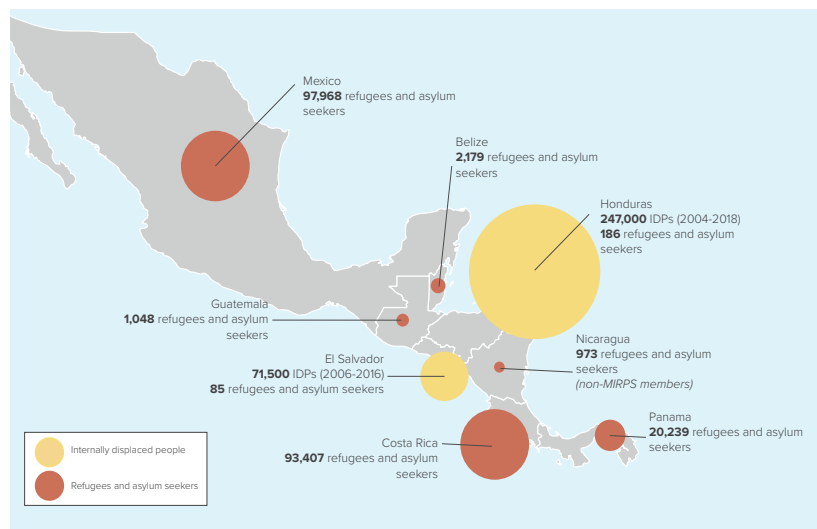 Mexico
97,968 refugees and asylum
seekers
Belize
2,179 refugees and asylum
seekers
Honduras
247,000 IDPs (2004-2018)
186 refugees and asylum
seekers
Guatemala
1,048 refugees and asylum
seekers
El Salvador
71,500 IDPs (2006-2016)
85 refugees and asylum seekers
Nicaragua
973 refugees and asylum
seekers
(non-MIRPS members)
Panama
20,239 refugees and asylum
seekers
Costa Rica
93,407 refugees and asylum
seekers
Internally displaced people
Refugees and asylum seekers